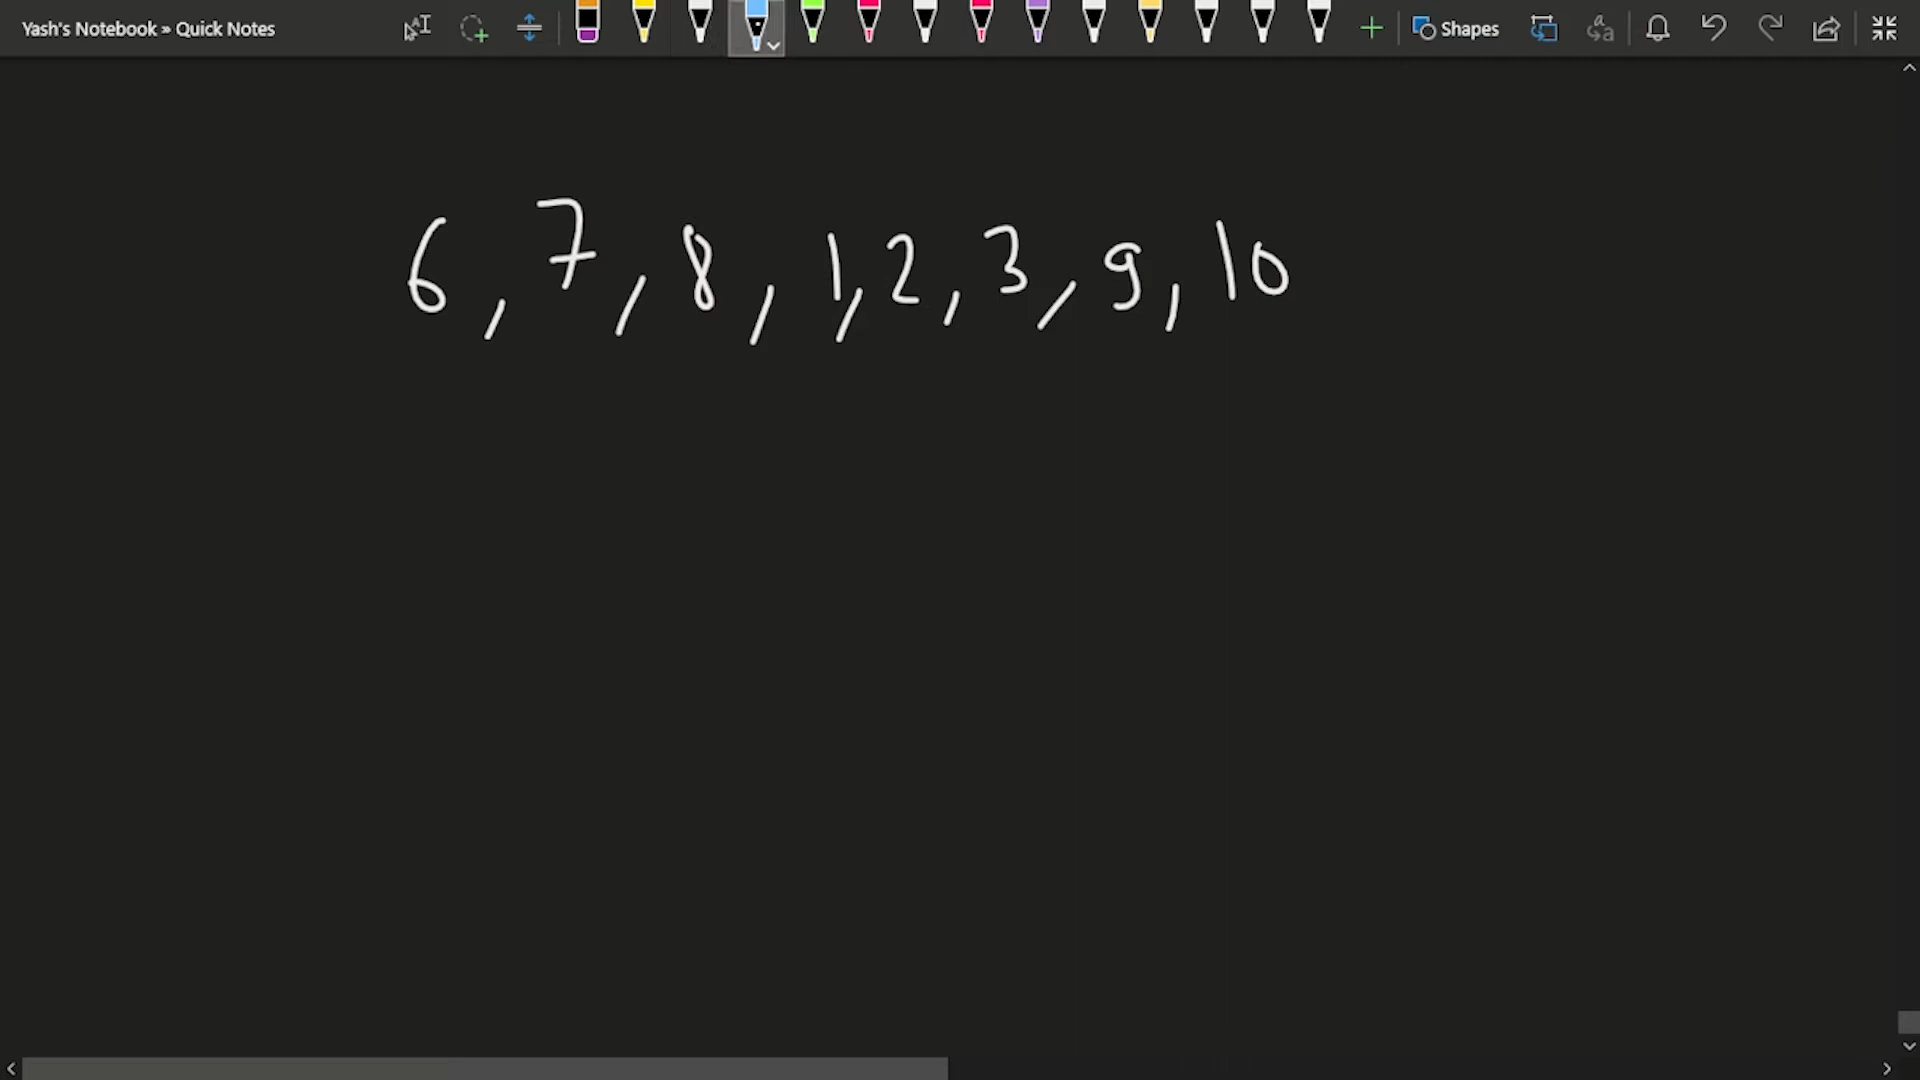 Yash's Notebook » Quick Notes
Shapes
6, 7, 8, 1, 2, 3, 9, 10